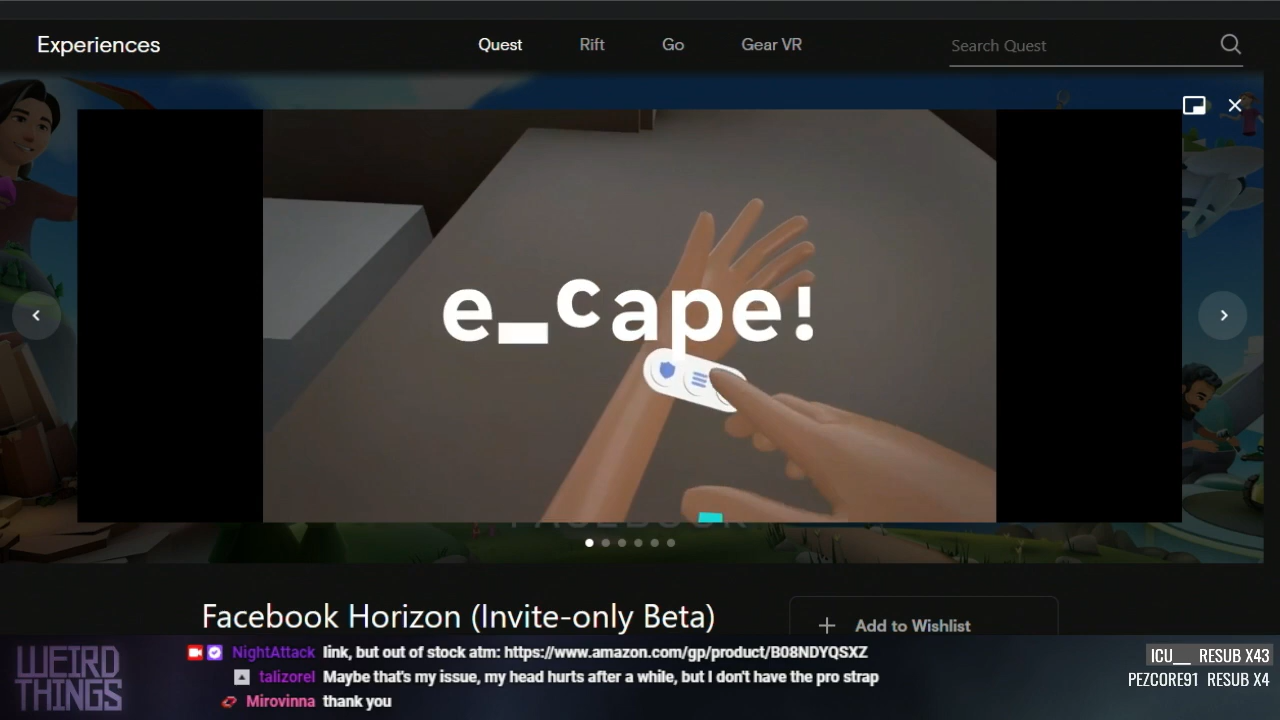 Experiences
Quest
Rift
Go
Gear VR
Search Quest
e_cape!
FACEBOOK
Facebook Horizon (Invite-only Beta)
+ Add to Wishlist
WEIRD
THINGS
NightAttack link, but out of stock atm: https://www.amazon.com/gp/product/B08NDYQSXZ
talizorel Maybe that's my issue, my head hurts after a while, but I don't have the pro strap
Mirovinna thank you
ICU__ RESUB X43
PEZCORE91 RESUB X4